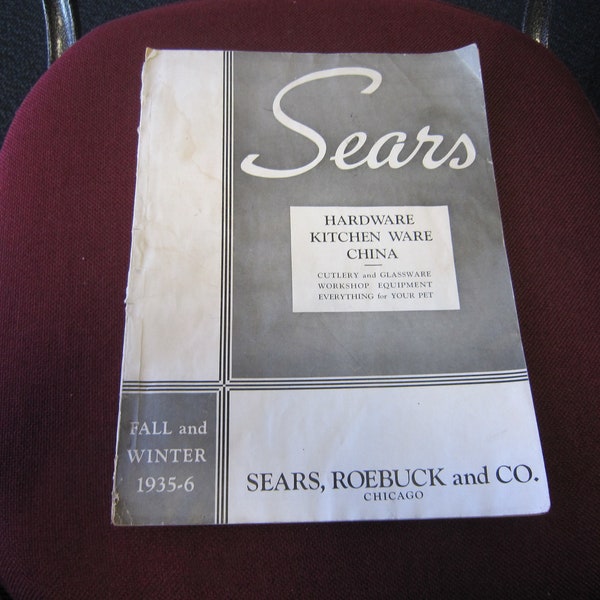 Sears
HARDWARE
KITCHEN WARE
CHINA
CUTLERY and GLASSWARE
WORKSHOP EQUIPMENT
EVERYTHING for YOUR PET
FALL and
WINTER
1935-6
SEARS, ROEBUCK and CO.
CHICAGO